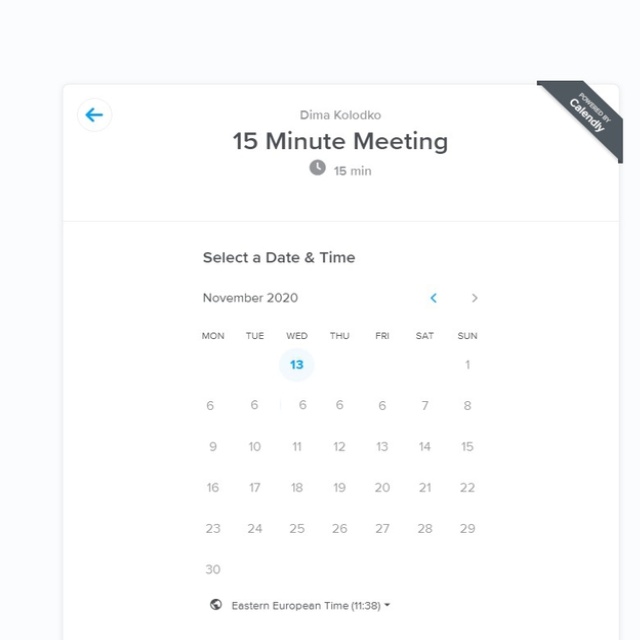 POWERED BY
Calendly
Dima Kolodko
15 Minute Meeting
15 min
Select a Date & Time
November 2020
MON TUE WED THU FRI SAT SUN
13 1
6 6 6 6 6 7 8
9 10 11 12 13 14 15
16 17 18 19 20 21 22
23 24 25 26 27 28 29
30
Eastern European Time (11:38)